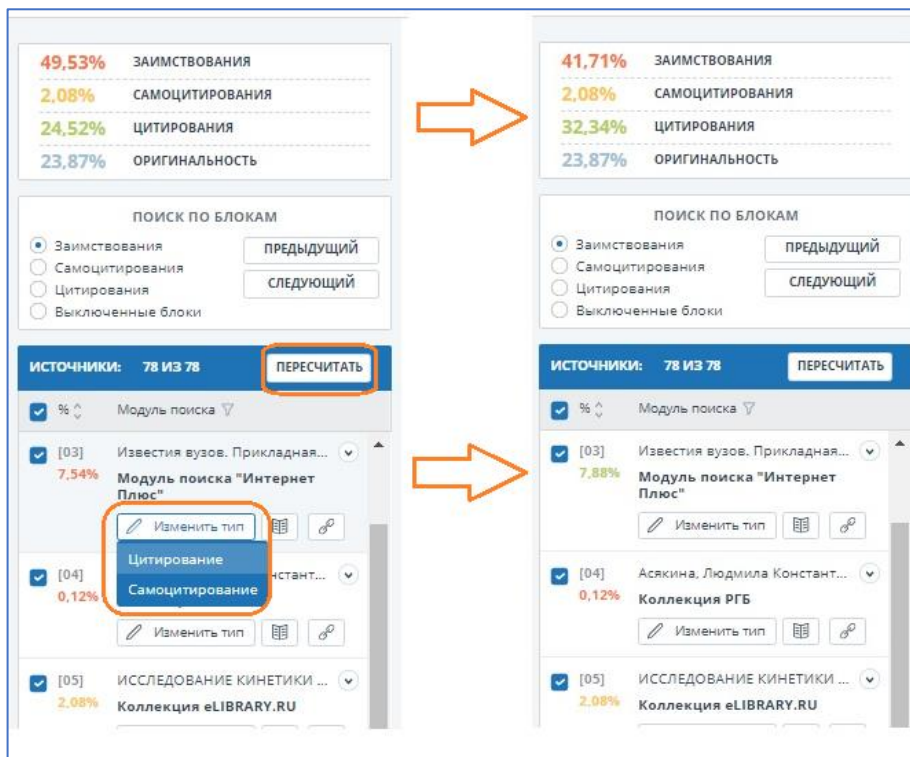 49,53% ЗАИМСТВОВАНИЯ
2,08% САМОЦИТИРОВАНИЯ
24,52% ЦИТИРОВАНИЯ
23,87% ОРИГИНАЛЬНОСТЬ
ПОИСК ПО БЛОКАМ
Заимствования
ПРЕДЫДУЩИЙ
Самоцитирования
Цитирования
СЛЕДУЮЩИЙ
Выключенные блоки
ИСТОЧНИКИ: 78 ИЗ 78 ПЕРЕСЧИТАТЬ
% Модуль поиска
[03] Известия вузов. Прикладная...
7,54% Модуль поиска "Интернет
Плюс"
Изменить тип
Цитирование
Самоцитирование
[04] нстант...
0,12%
Изменить тип
[05] ИССЛЕДОВАНИЕ КИНЕТИКИ ...
2,08% Коллекция eLIBRARY.RU
41,71% ЗАИМСТВОВАНИЯ
2,08% САМОЦИТИРОВАНИЯ
32,34% ЦИТИРОВАНИЯ
23,87% ОРИГИНАЛЬНОСТЬ
ПОИСК ПО БЛОКАМ
Заимствования
ПРЕДЫДУЩИЙ
Самоцитирования
Цитирования
СЛЕДУЮЩИЙ
Выключенные блоки
ИСТОЧНИКИ: 78 ИЗ 78 ПЕРЕСЧИТАТЬ
% Модуль поиска
[03] Известия вузов. Прикладная...
7,88% Модуль поиска "Интернет
Плюс"
Изменить тип
[04] Асякина, Людмила Констант...
0,12% Коллекция РГБ
Изменить тип
[05] ИССЛЕДОВАНИЕ КИНЕТИКИ ...
2,08% Коллекция eLIBRARY.RU